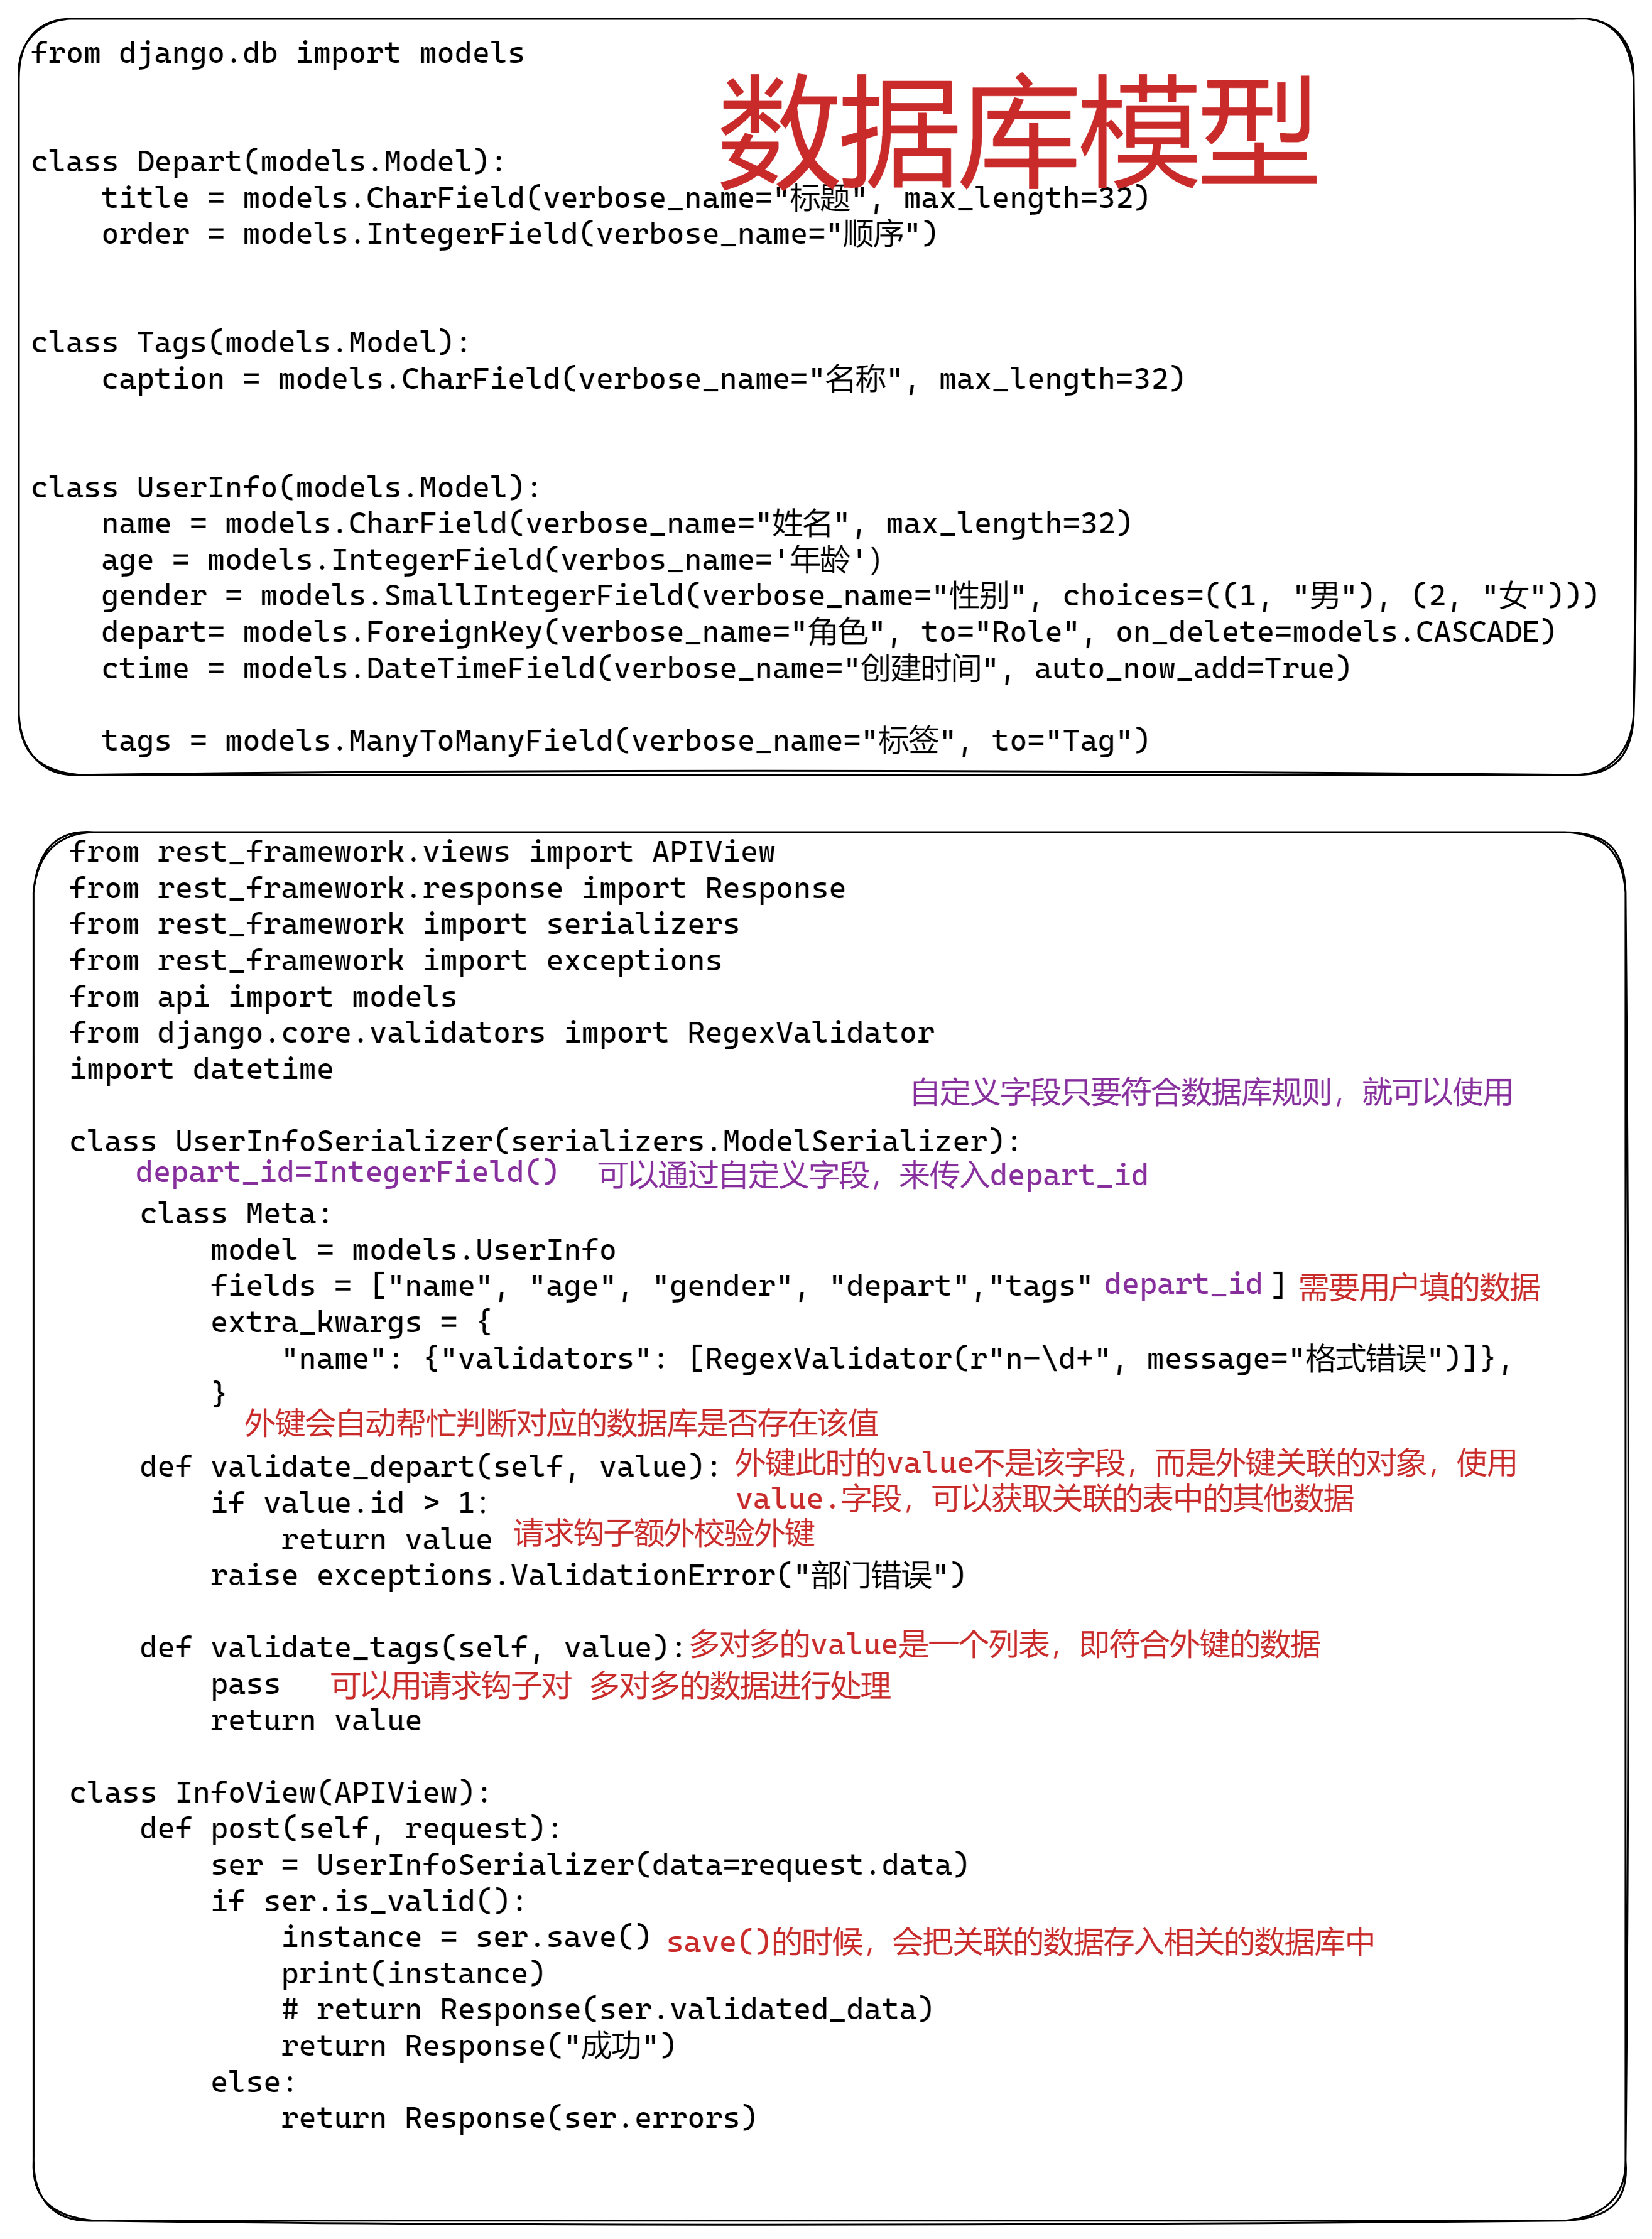 from django.db import models
数据库模型
class Depart(models.Model):
    title = models.CharField(verbose_name="标题", max_length=32)
    order = models.IntegerField(verbose_name="顺序")
class Tags(models.Model):
    caption = models.CharField(verbose_name="名称", max_length=32)
class UserInfo(models.Model):
    name = models.CharField(verbose_name="姓名", max_length=32)
    age = models.IntegerField(verbos_name='年龄')
    gender = models.SmallIntegerField(verbose_name="性别", choices=((1, "男"), (2, "女")))
    depart= models.ForeignKey(verbose_name="角色", to="Role", on_delete=models.CASCADE)
    ctime = models.DateTimeField(verbose_name="创建时间", auto_now_add=True)
    tags = models.ManyToManyField(verbose_name="标签", to="Tag")
from rest_framework.views import APIView
from rest_framework.response import Response
from rest_framework import serializers
from rest_framework import exceptions
from api import models
from django.core.validators import RegexValidator
import datetime
自定义字段只要符合数据库规则，就可以使用
class UserInfoSerializer(serializers.ModelSerializer):
    depart_id=IntegerField() 可以通过自定义字段，来传入depart_id
    class Meta:
        model = models.UserInfo
        fields = ["name", "age", "gender", "depart","tags" depart_id ] 需要用户填的数据
        extra_kwargs = {
            "name": {"validators": [RegexValidator(r"n-\d+", message="格式错误")]},
        }
外键会自动帮忙判断对应的数据库是否存在该值
    def validate_depart(self, value): 外键此时的value不是该字段，而是外键关联的对象，使用
        if value.id > 1: value.字段，可以获取关联的表中的其他数据
            return value 请求钩子额外校验外键
        raise exceptions.ValidationError("部门错误")
    def validate_tags(self, value):多对多的value是一个列表，即符合外键的数据
        pass 可以用请求钩子对 多对多的数据进行处理
        return value
class InfoView(APIView):
    def post(self, request):
        ser = UserInfoSerializer(data=request.data)
        if ser.is_valid():
            instance = ser.save() save()的时候，会把关联的数据存入相关的数据库中
            print(instance)
            # return Response(ser.validated_data)
            return Response("成功")
        else:
            return Response(ser.errors)